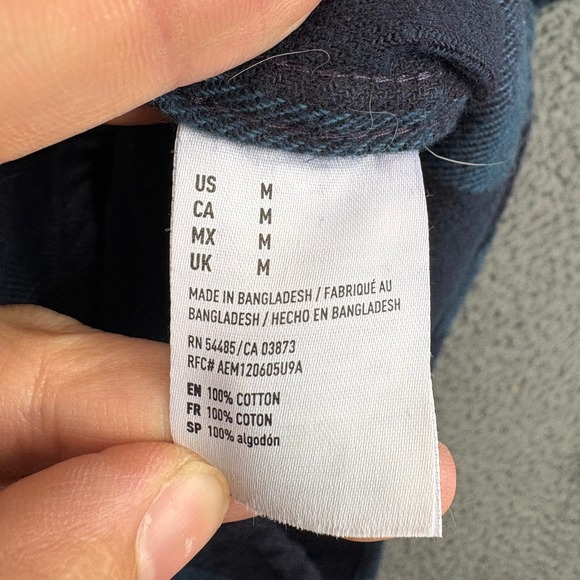 US M
CA M
MX M
UK M
MADE IN BANGLADESH / FABRIQUÉ AU
BANGLADESH / HECHO EN BANGLADESH
RN 54485/CA 03873
RFC# AEM120605U9A
EN 100% COTTON
FR 100% COTON
SP 100% algodón